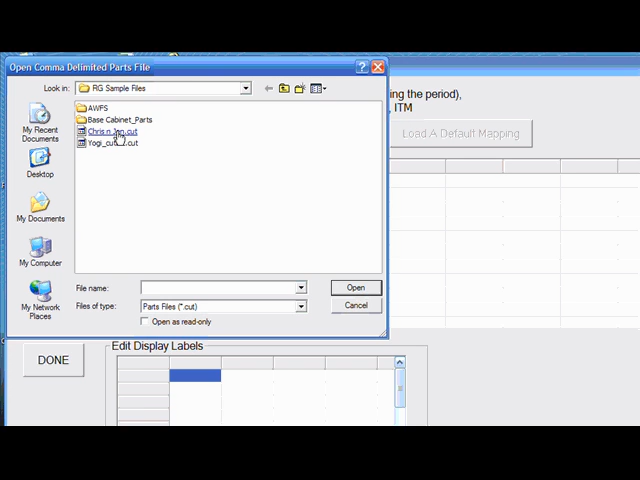 Open Comma Delimited Parts File
Look in:
RG Sample Files
ing the period),
, ITM
Load A Default Mapping
AWFS
Base Cabinet_Parts
My Recent
Documents
Desktop
My Documents
My Computer
My Network
Places
File name:
Open
Files of type:
Parts Files (*.cut)
Cancel
Open as read-only
DONE
Edit Display Labels